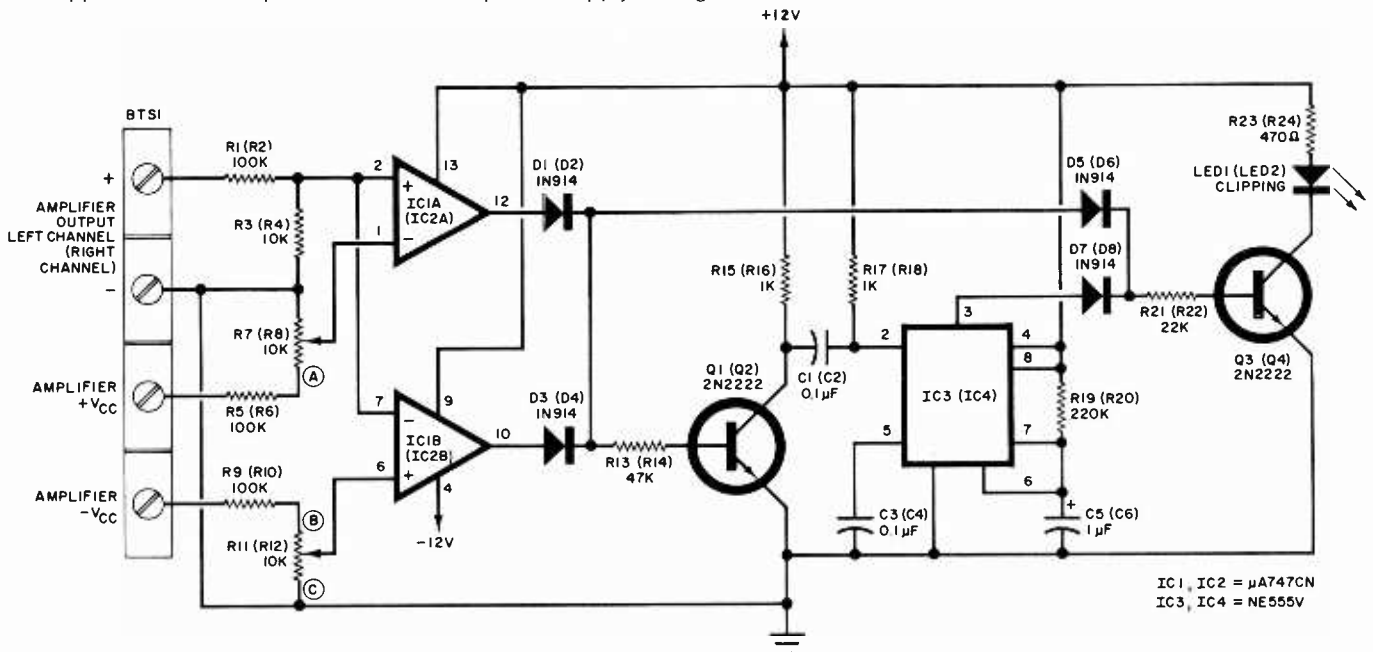 +12V
BTS1
R1 (R2)
100K
2
13
+
IC1A
(IC2A)
12
D1 (D2)
1N914
D5 (D6)
1N914
R23 (R24)
470Ω
LED1 (LED2)
CLIPPING
+
AMPLIFIER
OUTPUT
LEFT CHANNEL
(RIGHT
CHANNEL)
−
R3 (R4)
10K
1
−
D7 (D8)
1N914
R15 (R16)
1K
R17 (R18)
1K
R7 (R8)
10K
A
3
R21 (R22)
22K
Q3 (Q4)
2N2222
AMPLIFIER
+VCC
R5 (R6)
100K
C1 (C2)
0.1µF
2
4
8
Q1 (Q2)
2N2222
IC3 (IC4)
R19 (R20)
220K
7
9
−
IC1B
(IC2B)
10
D3 (D4)
1N914
5
7
6
+
4
−12V
R13 (R14)
47K
6
AMPLIFIER
−VCC
R9 (R10)
100K
B
R11 (R12)
10K
C
C3 (C4)
0.1µF
+
C5 (C6)
1µF
IC1, IC2 = µA747CN
IC3, IC4 = NE555V